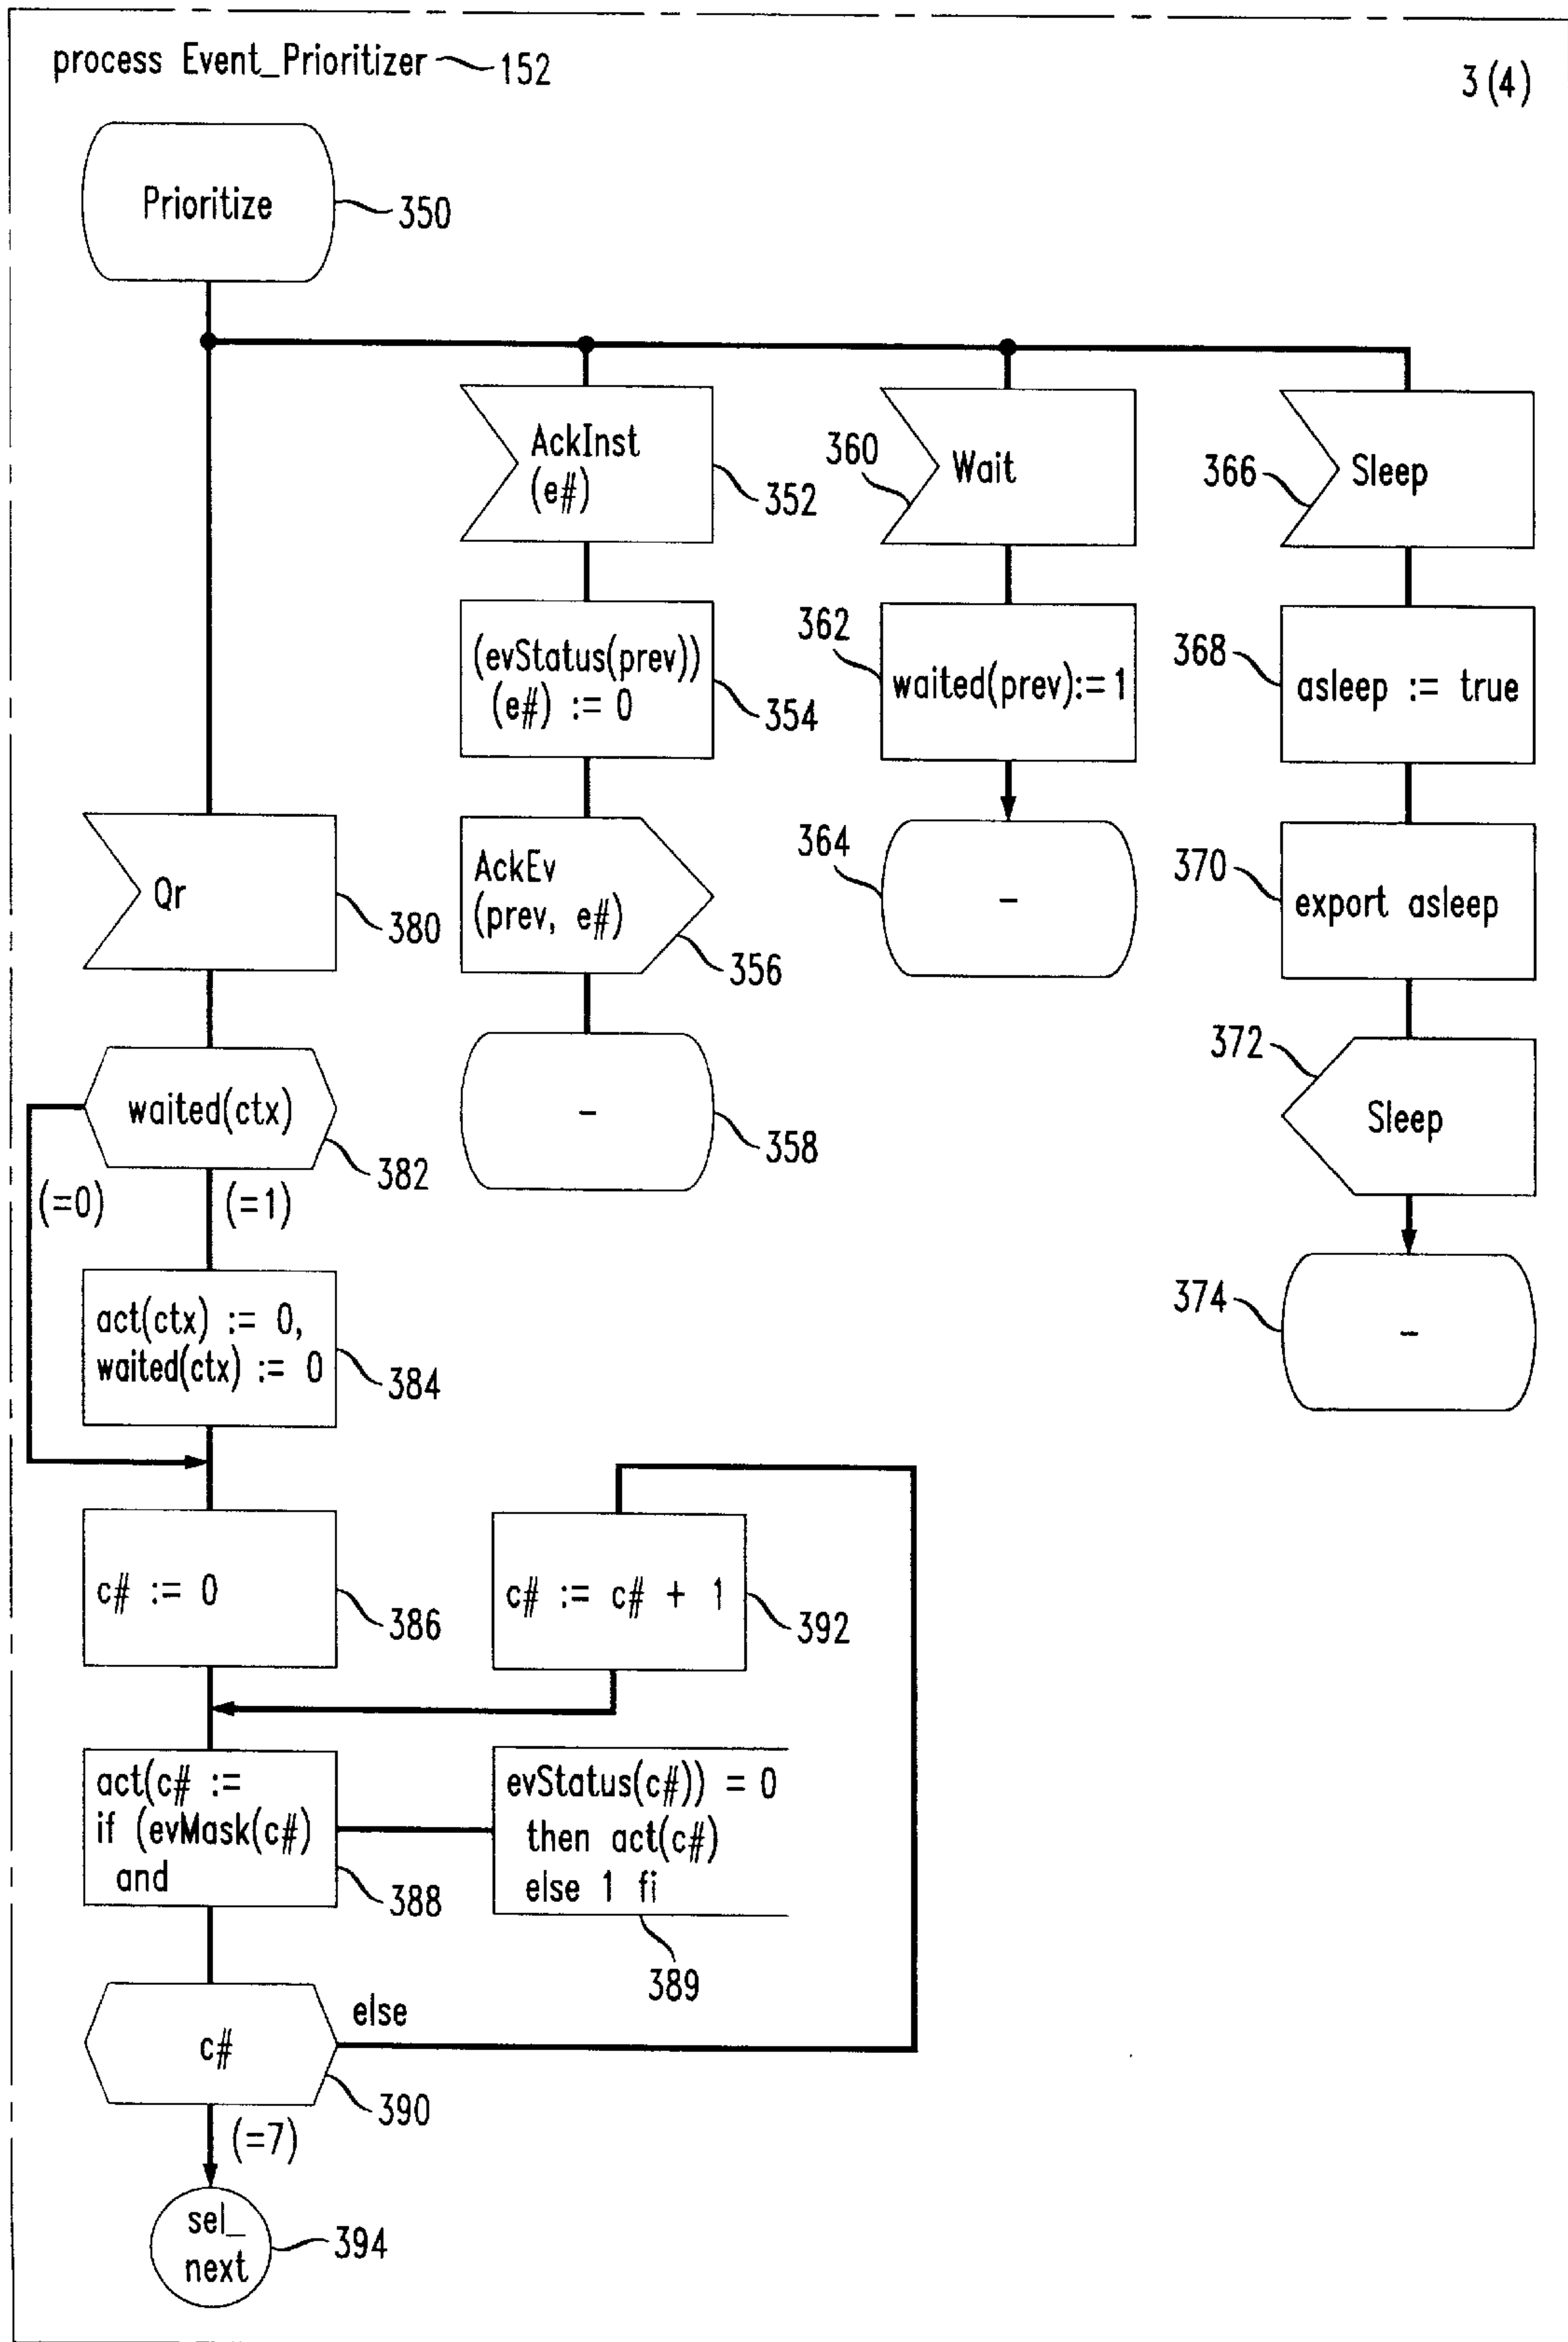 process Event_Prioritizer 152
3 (4)
Prioritize
350
AckInst
(e#)
352
(evStatus(prev))
(e#) := 0
354
AckEv
(prev, e#)
356
-
358
360
Wait
362
waited(prev):=1
364
-
366
Sleep
368
asleep := true
370
export asleep
372
Sleep
374
-
Qr
380
waited(ctx)
382
(=0)
(=1)
act(ctx) := 0,
waited(ctx) := 0
384
c# := 0
386
c# := c# + 1
392
act(c# :=
if (evMask(c#)
and
388
evStatus(c#)) = 0
then act(c#)
else 1 fi
389
c#
else
390
(=7)
sel_
next
394